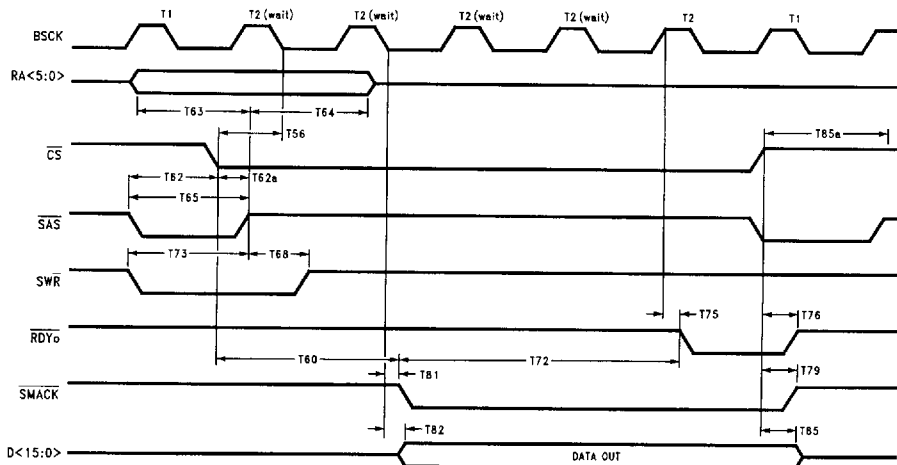 T1 T2 (wait) T2 (wait) T2 (wait) T2 (wait) T2 T1
BSCK
RA<5:0>
T63 T64
T56 T85a
CS
T62 T62a
T65
SAS
T73 T68
SWR
T75 T76
RDYo
T60 T72
T81 T79
SMACK
T82 T85
D<15:0> DATA OUT